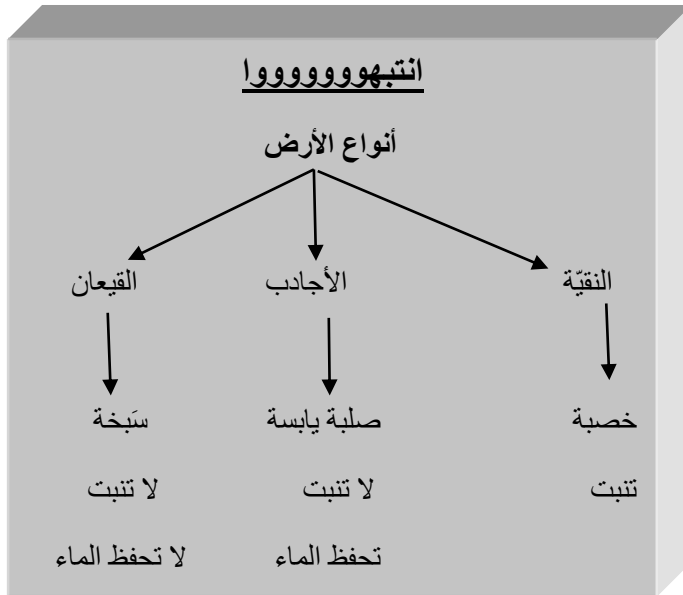 انتبهوووووووا
أنواع الأرض
النقيّة الأجادب القيعان
خصبة صلبة يابسة سَبخة
تنبت لا تنبت لا تنبت
تحفظ الماء لا تحفظ الماء